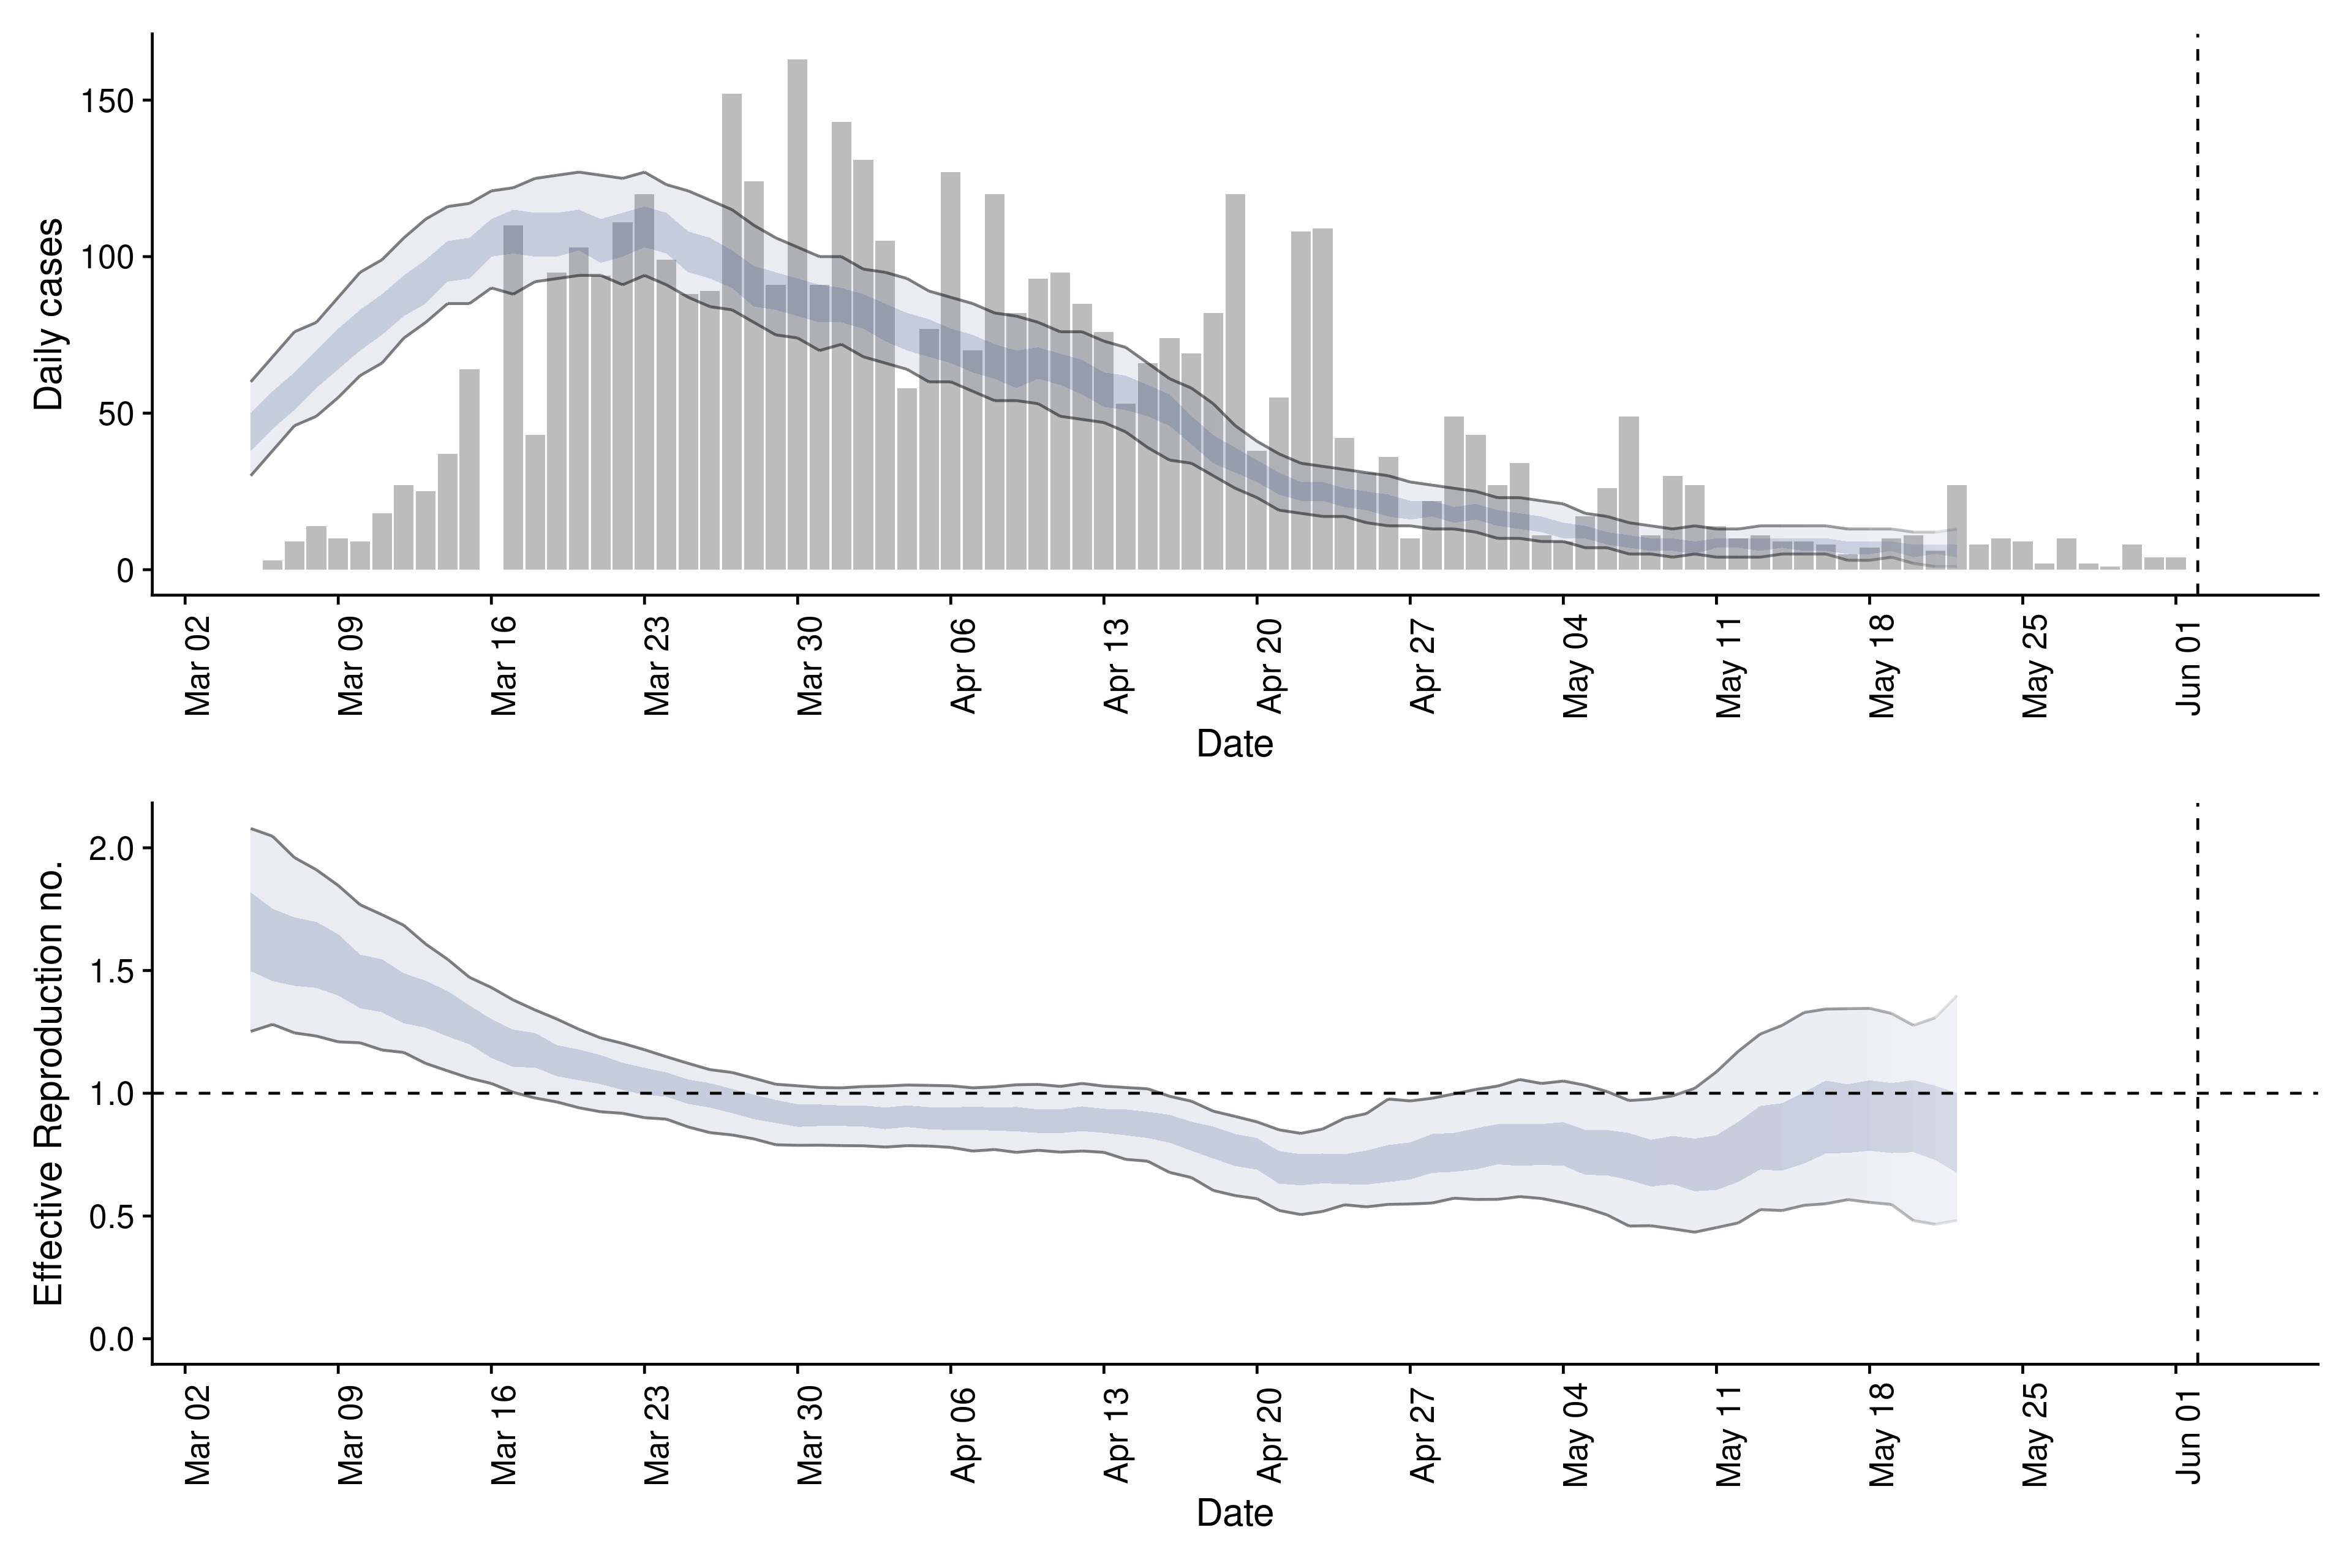 Daily cases
150
100
50
0
Mar 02
Mar 09
Mar 16
Mar 23
Mar 30
Apr 06
Apr 13
Apr 20
Apr 27
May 04
May 11
May 18
May 25
Jun 01
Date
Effective Reproduction no.
2.0
1.5
1.0
0.5
0.0
Mar 02
Mar 09
Mar 16
Mar 23
Mar 30
Apr 06
Apr 13
Apr 20
Apr 27
May 04
May 11
May 18
May 25
Jun 01
Date